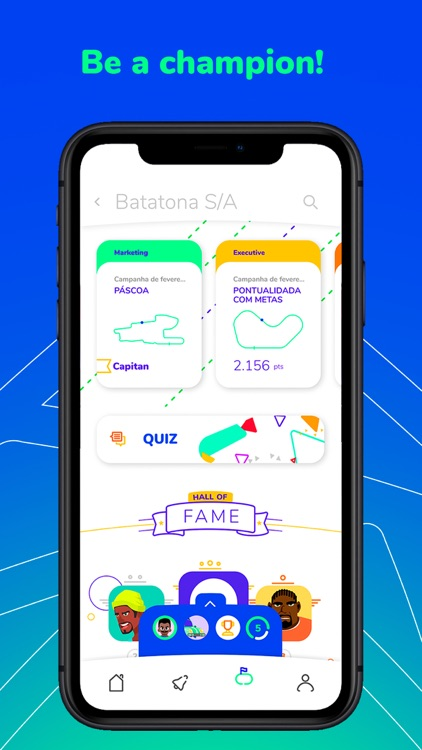 Be a champion!
Batatona S/A
Marketing
Campanha de fevere...
PÁSCOA
Capitan
Executive
Campanha de fevere...
PONTUALIDADA
COM METAS
2.156 pts
QUIZ
HALL OF
FAME
5